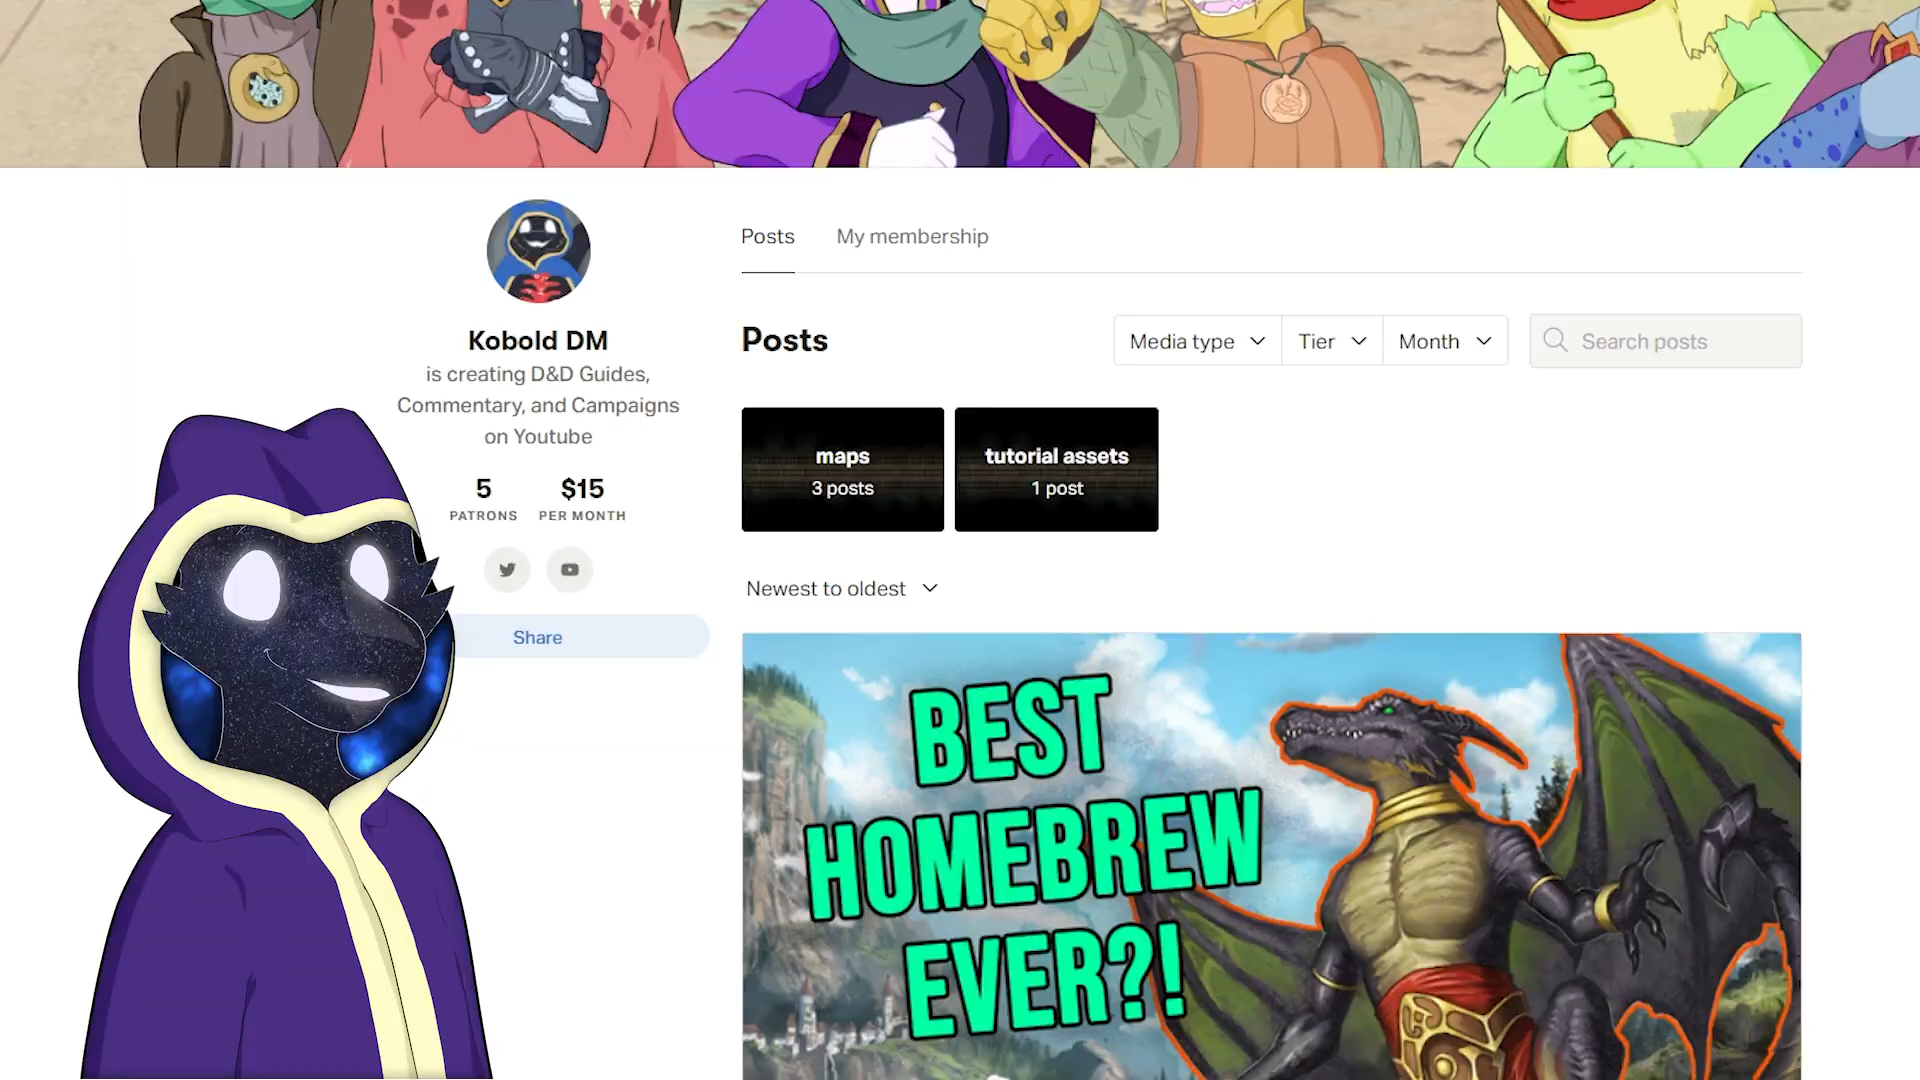 Kobold DM
is creating D&D Guides,
Commentary, and Campaigns
on Youtube
5
PATRONS
$15
PER MONTH
Share
Posts
My membership
Posts
Media type
Tier
Month
Search posts
maps
3 posts
tutorial assets
1 post
Newest to oldest
BEST
HOMEBREW
EVER?!